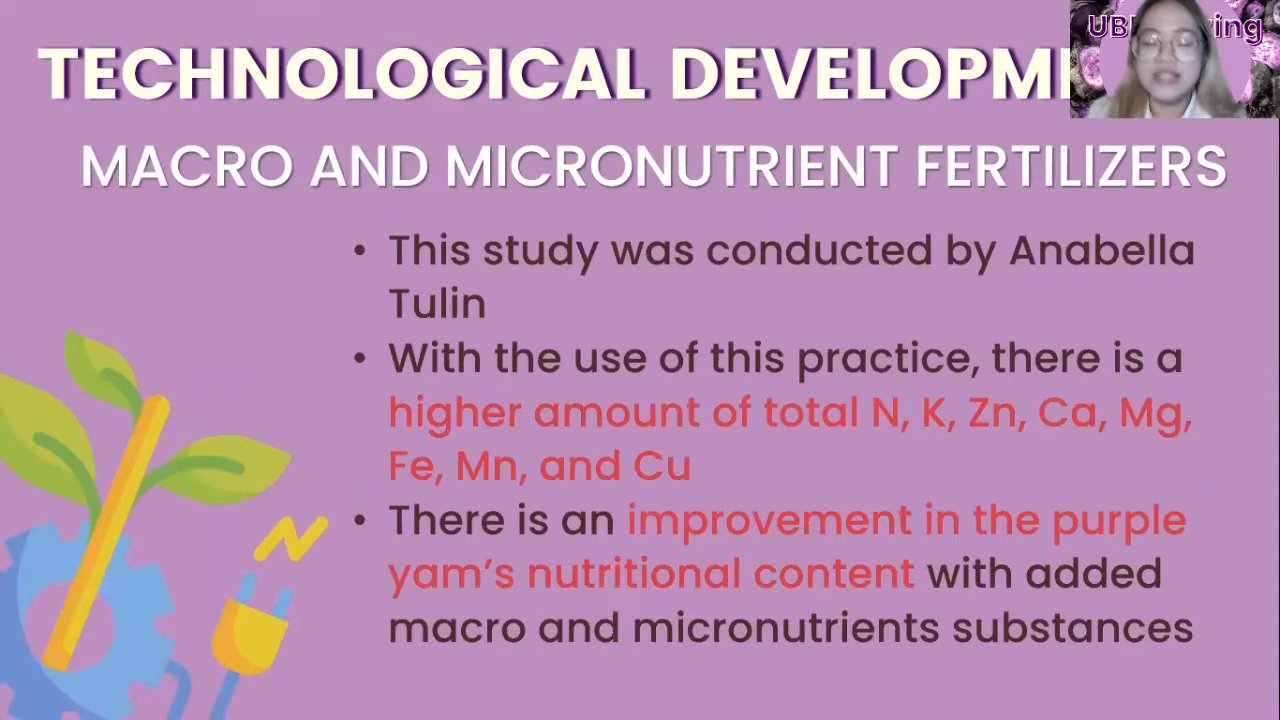 TECHNOLOGICAL
MACRO AND MICRONUTRIENT FERTILIZERS
• This study was conducted by Anabella
Tulin
• With the use of this practice, there is a
higher amount of total N, K, Zn, Ca, Mg,
Fe, Mn, and Cu
• There is an improvement in the purple
yam's nutritional content with added
macro and micronutrients substances